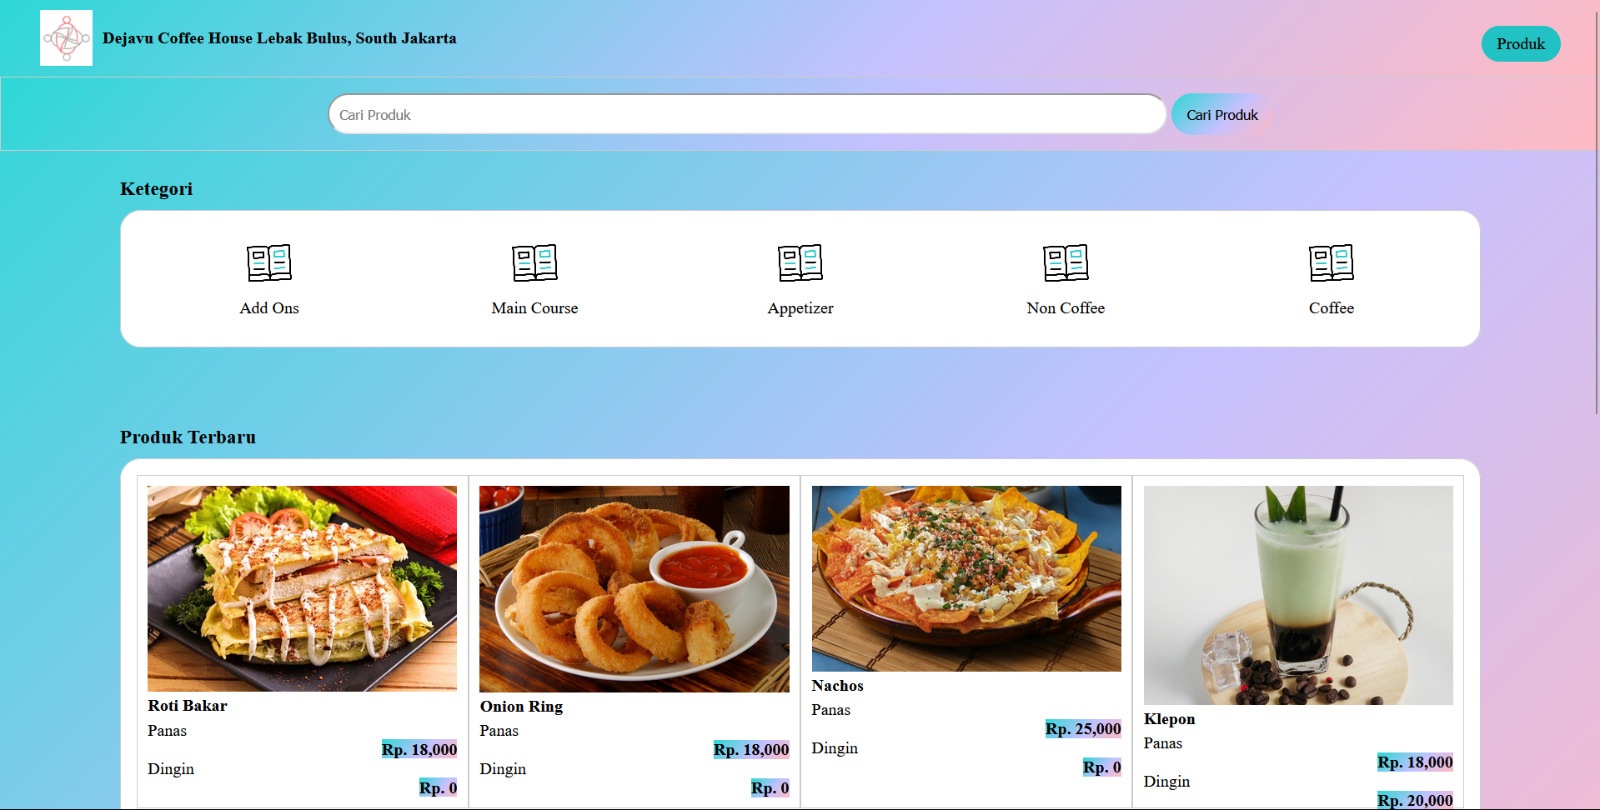 Dejavu Coffee House Lebak Bulus, South Jakarta
Produk
Cari Produk
Cari Produk
Ketegori
Add Ons
Main Course
Appetizer
Non Coffee
Coffee
Produk Terbaru
Roti Bakar
Panas
Rp. 18,000
Dingin
Rp. 0
Onion Ring
Panas
Rp. 18,000
Dingin
Rp. 0
Nachos
Panas
Rp. 25,000
Dingin
Rp. 0
Klepon
Panas
Rp. 18,000
Dingin
Rp. 20,000